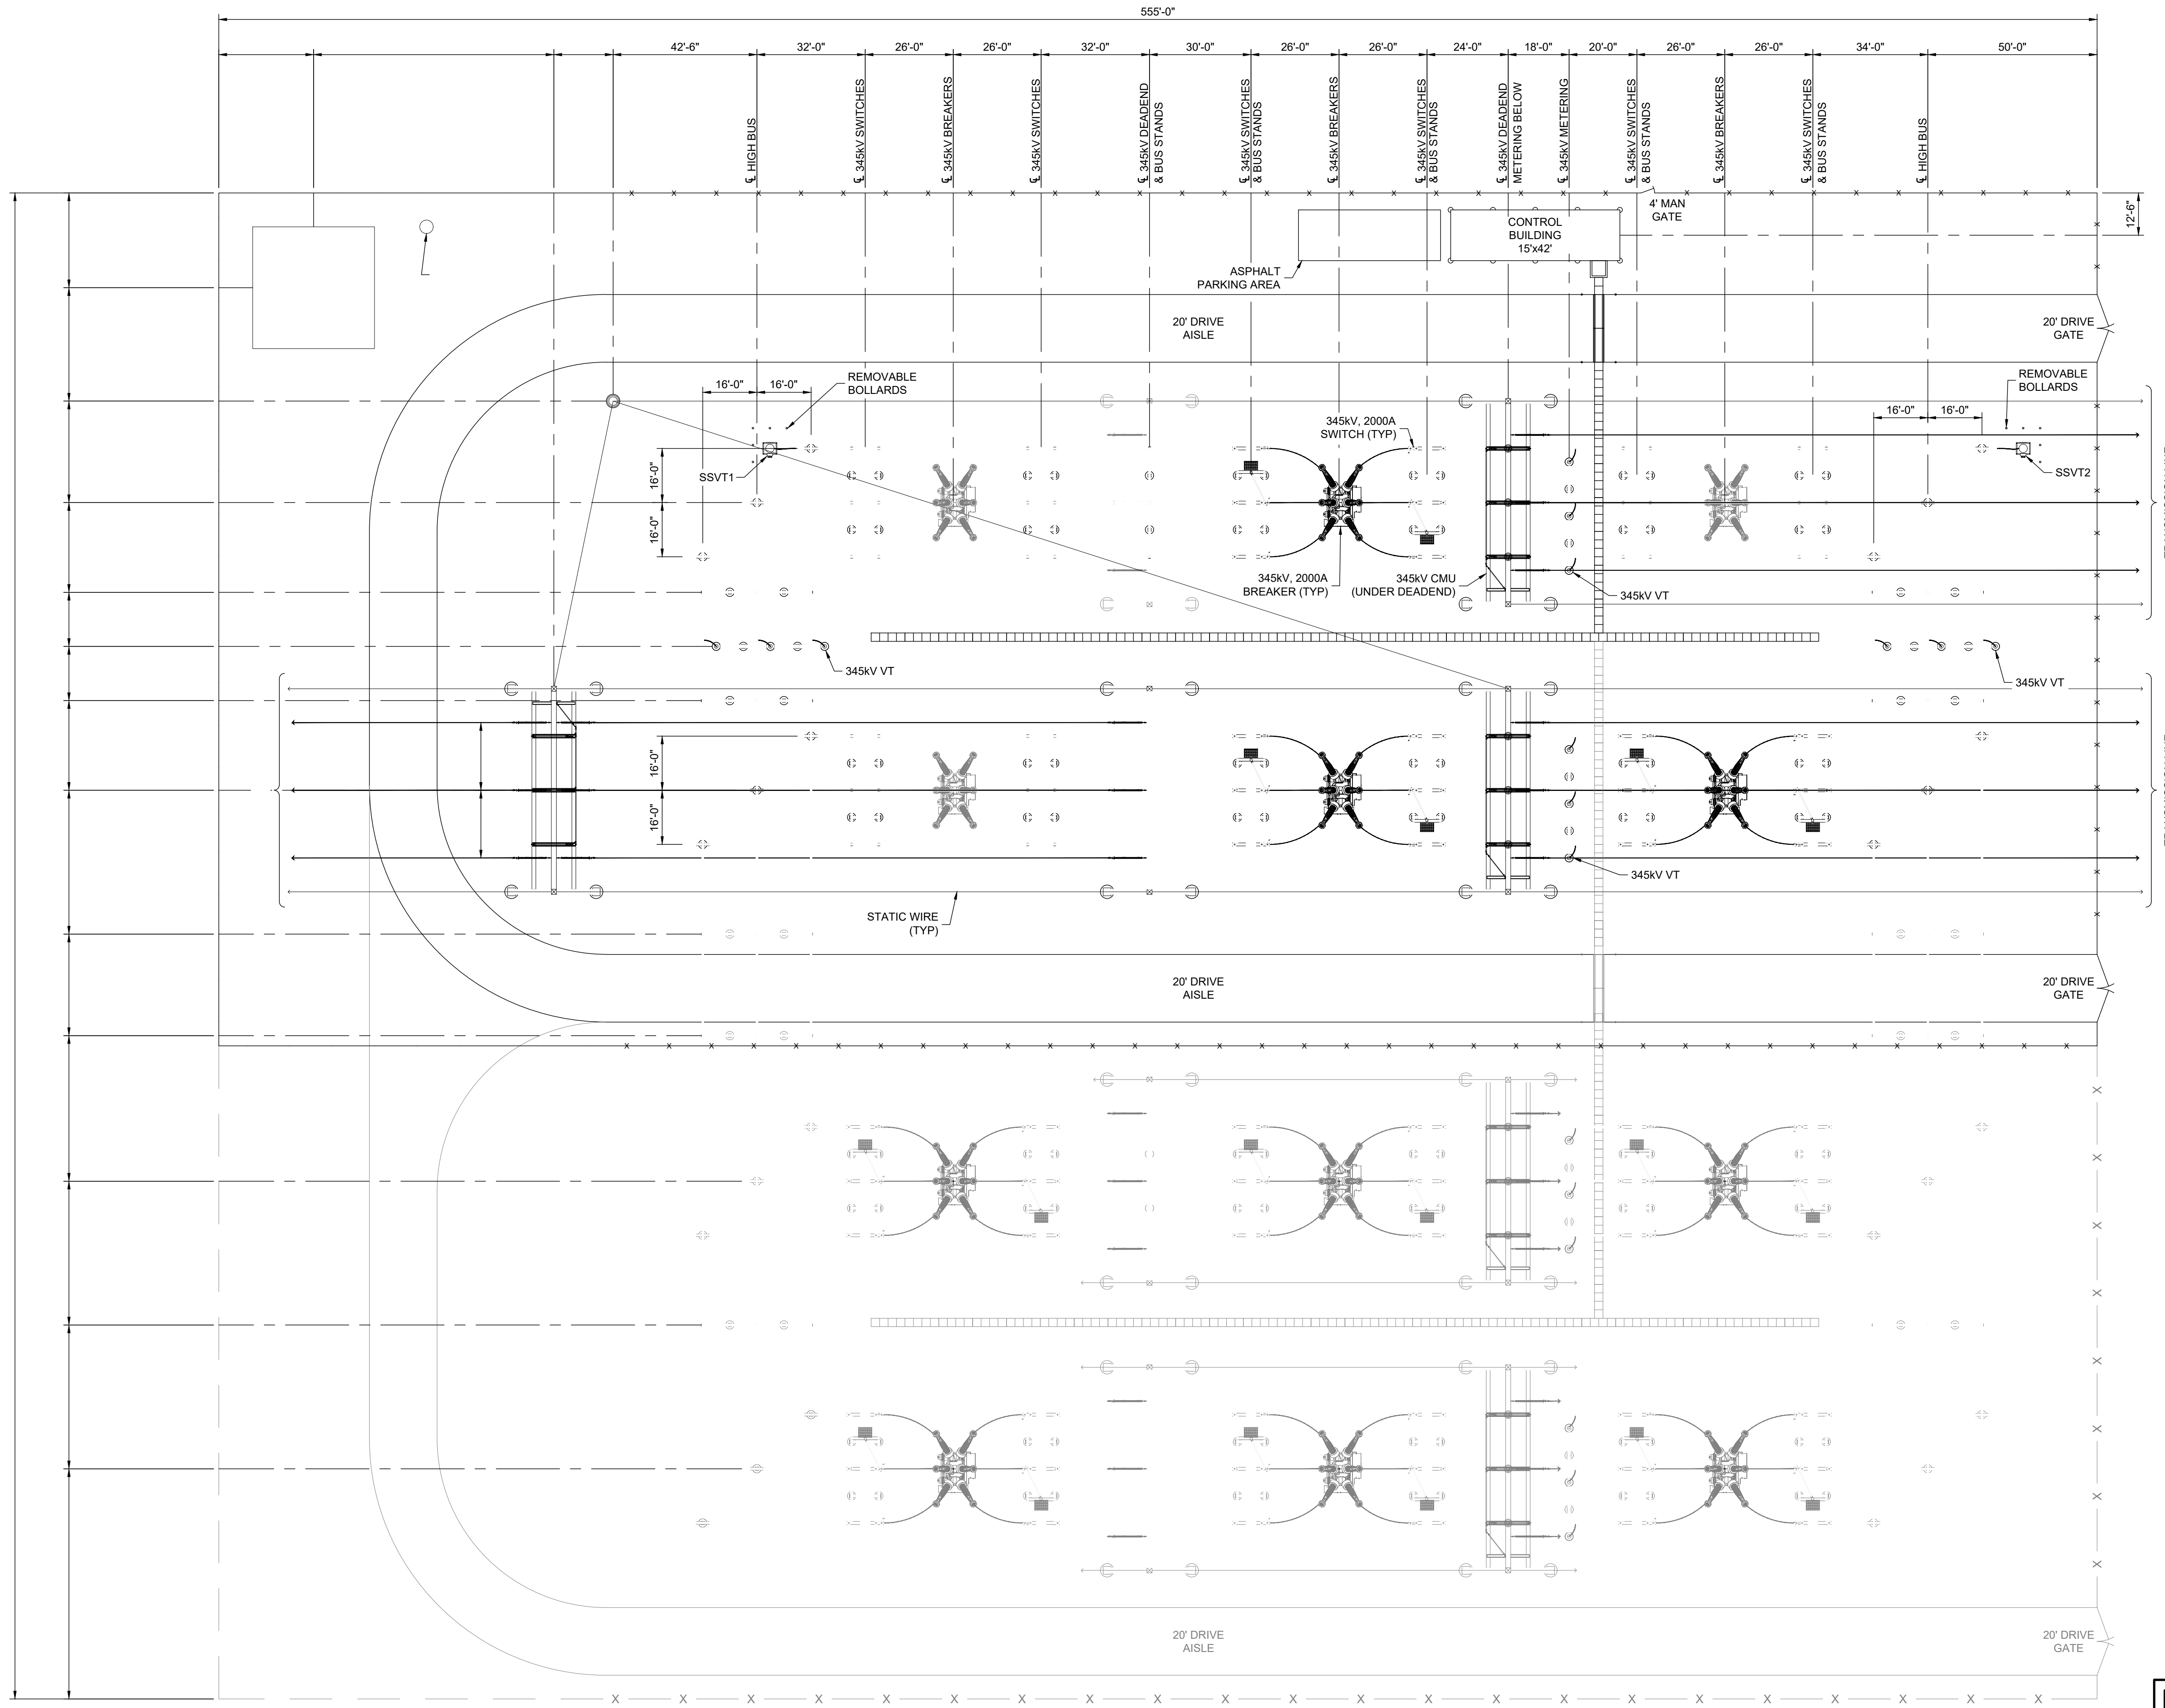 555'-0"
42'-6"
32'-0"
26'-0"
26'-0"
32'-0"
30'-0"
26'-0"
26'-0"
24'-0"
18'-0"
20'-0"
26'-0"
26'-0"
34'-0"
50'-0"
℄ HIGH BUS
℄ 345kV SWITCHES
℄ 345kV BREAKERS
℄ 345kV SWITCHES
℄ 345kV DEADEND
& BUS STANDS
℄ 345kV SWITCHES
& BUS STANDS
℄ 345kV BREAKERS
℄ 345kV SWITCHES
& BUS STANDS
℄ 345kV DEADEND
METERING BELOW
℄ 345kV METERING
℄ 345kV SWITCHES
& BUS STANDS
℄ 345kV BREAKERS
℄ 345kV SWITCHES
& BUS STANDS
℄ HIGH BUS
4' MAN
GATE
12'-6"
CONTROL
BUILDING
15'x42'
ASPHALT
PARKING AREA
20' DRIVE
AISLE
20' DRIVE
GATE
16'-0"
16'-0"
REMOVABLE
BOLLARDS
REMOVABLE
BOLLARDS
16'-0"
16'-0"
345kV, 2000A
SWITCH (TYP)
SSVT1
SSVT2
16'-0"
16'-0"
345kV, 2000A
BREAKER (TYP)
345kV CMU
(UNDER DEADEND)
345kV VT
345kV VT
345kV VT
16'-0"
16'-0"
345kV VT
STATIC WIRE
(TYP)
20' DRIVE
AISLE
20' DRIVE
GATE
20' DRIVE
AISLE
20' DRIVE
GATE